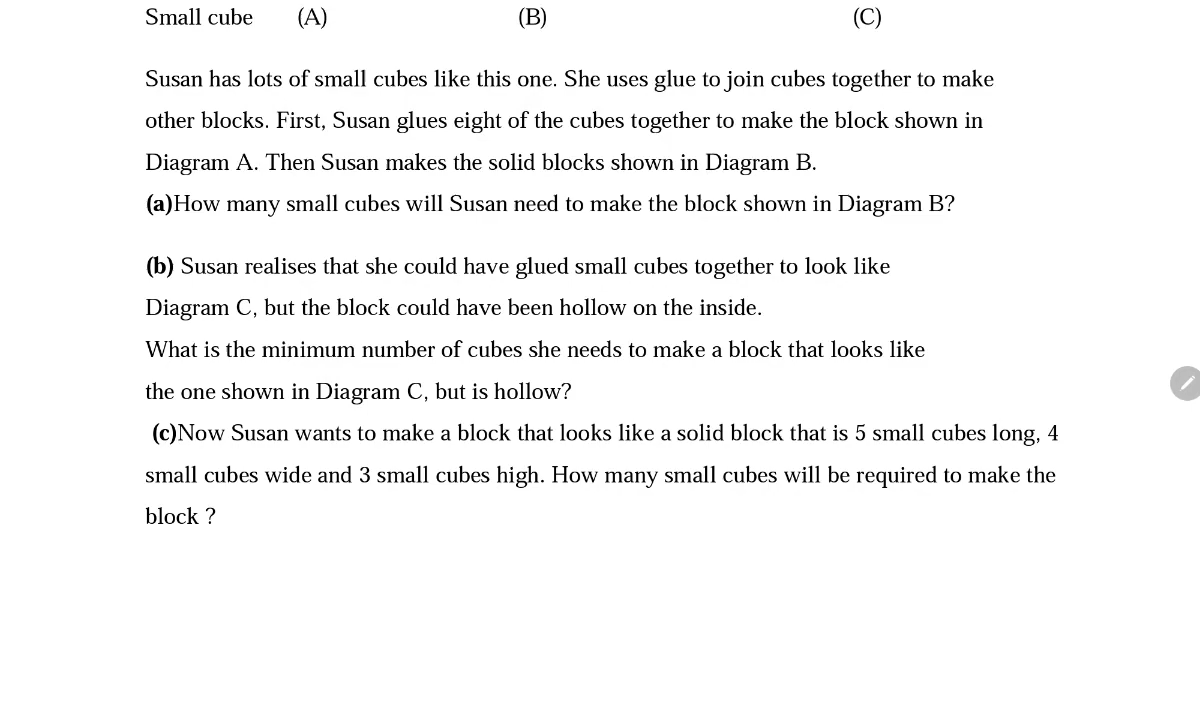 Small cube (A) (B) (C)
Susan has lots of small cubes like this one. She uses glue to join cubes together to make
other blocks. First, Susan glues eight of the cubes together to make the block shown in
Diagram A. Then Susan makes the solid blocks shown in Diagram B.
(a)How many small cubes will Susan need to make the block shown in Diagram B?
(b) Susan realises that she could have glued small cubes together to look like
Diagram C, but the block could have been hollow on the inside.
What is the minimum number of cubes she needs to make a block that looks like
the one shown in Diagram C, but is hollow?
(c)Now Susan wants to make a block that looks like a solid block that is 5 small cubes long, 4
small cubes wide and 3 small cubes high. How many small cubes will be required to make the
block ?